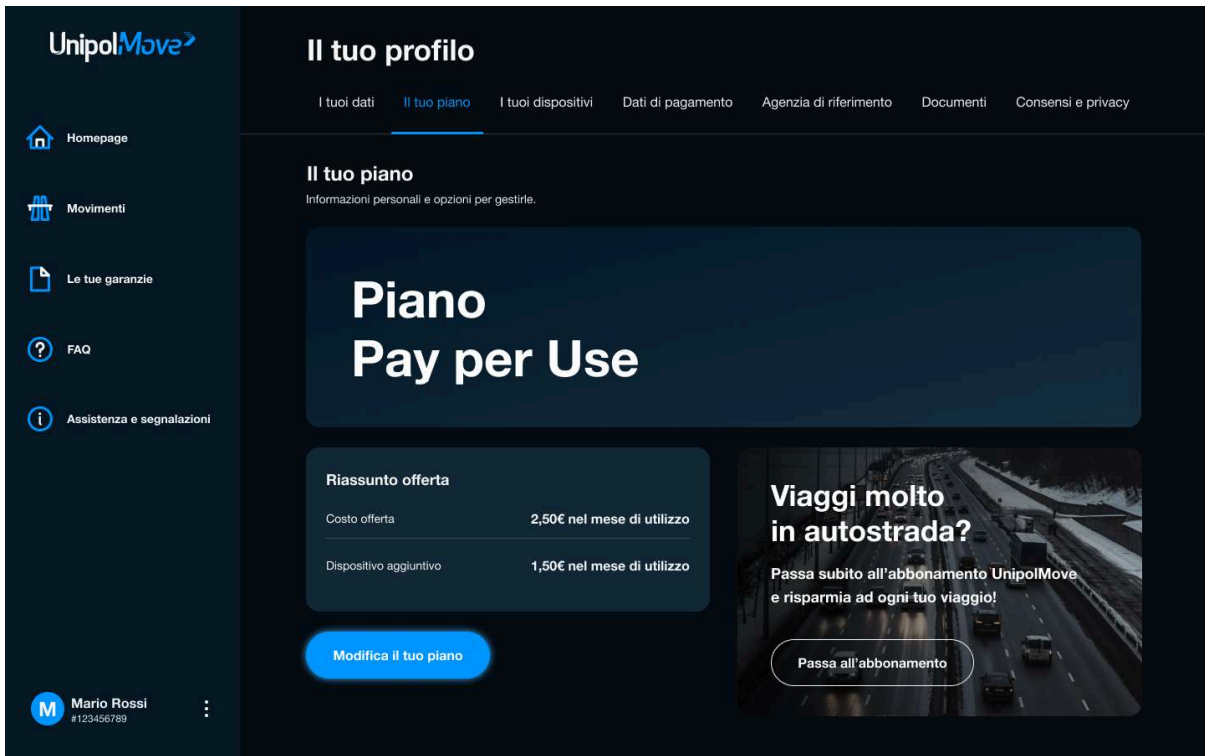 UnipolMove
Homepage
Movimenti
Le tue garanzie
FAQ
Assistenza e segnalazioni
M
Mario Rossi
#123456789
Il tuo profilo
I tuoi dati Il tuo piano I tuoi dispositivi Dati di pagamento Agenzia di riferimento Documenti Consensi e privacy
Il tuo piano
Informazioni personali e opzioni per gestirle.
Piano
Pay per Use
Riassunto offerta
Costo offerta 2,50€ nel mese di utilizzo
Dispositivo aggiuntivo 1,50€ nel mese di utilizzo
Modifica il tuo piano
Viaggi molto
in autostrada?
Passa subito all'abbonamento UnipolMove
e risparmia ad ogni tuo viaggio!
Passa all'abbonamento